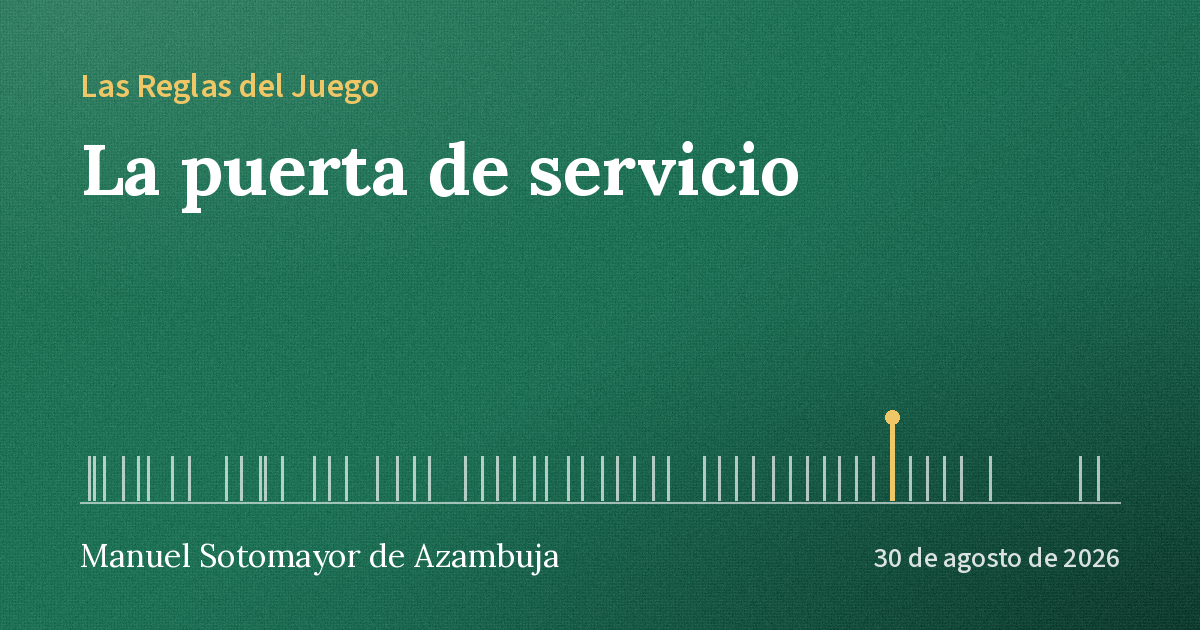 Las Reglas del Juego
La puerta de servicio
Manuel Sotomayor de Azambuja
30 de agosto de 2026